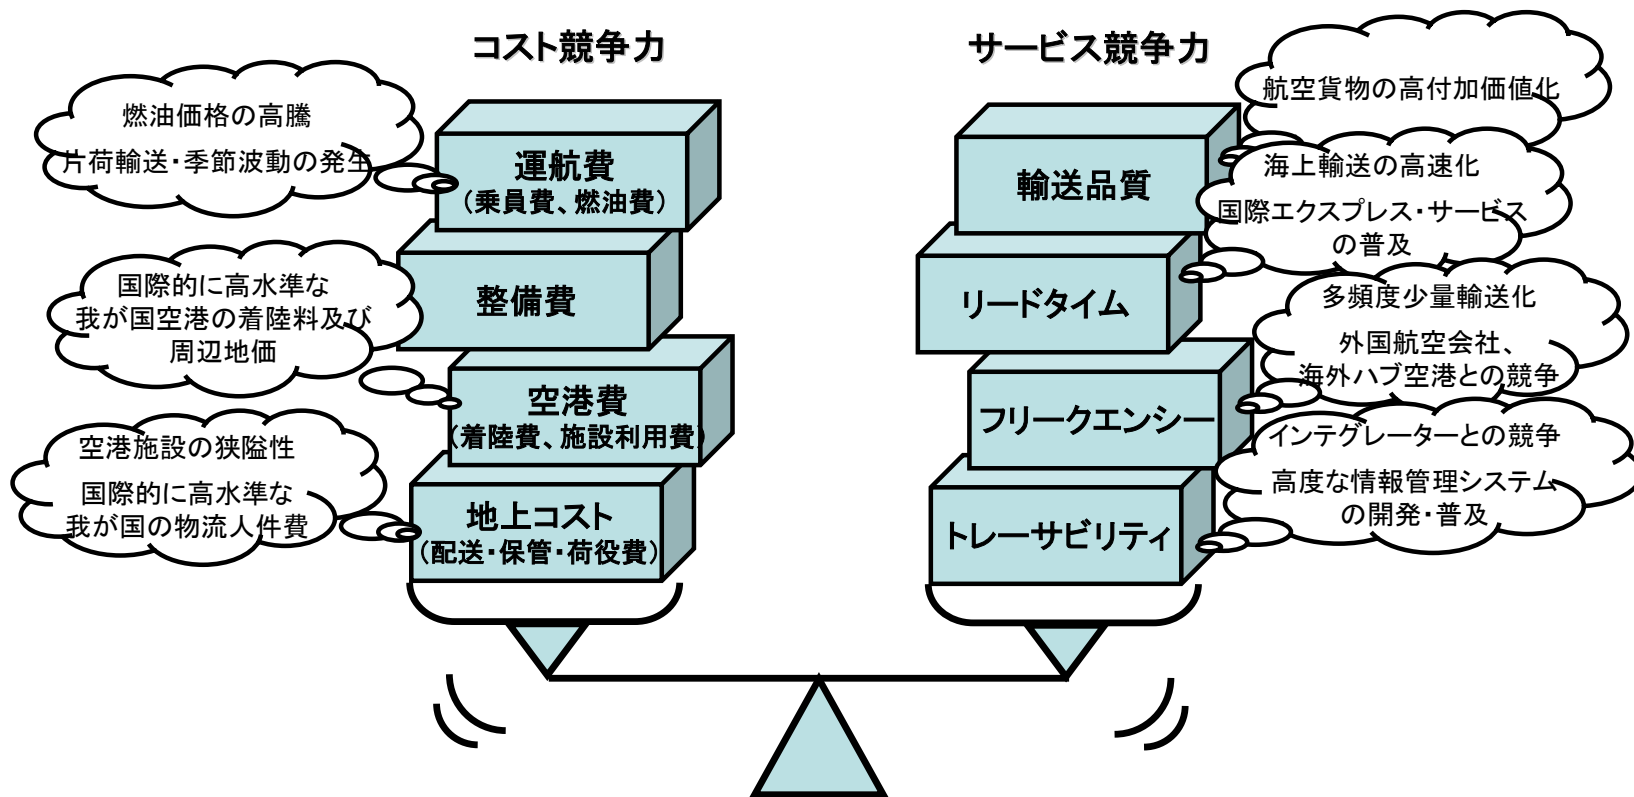 コスト競争力
燃油価格の高騰
片荷輸送・季節波動の発生
運航費
(乗員費、燃油費)
国際的に高水準な
我が国空港の着陸料及び
周辺地価
整備費
空港費
(着陸費、施設利用費)
空港施設の狭隘性
国際的に高水準な
我が国の物流人件費
地上コスト
(配送・保管・荷役費)
サービス競争力
航空貨物の高付加価値化
輸送品質
海上輸送の高速化
国際エクスプレス・サービス
の普及
リードタイム
多頻度少量輸送化
外国航空会社、
海外ハブ空港との競争
フリークエンシー
インテグレーターとの競争
高度な情報管理システム
の開発・普及
トレーサビリティ